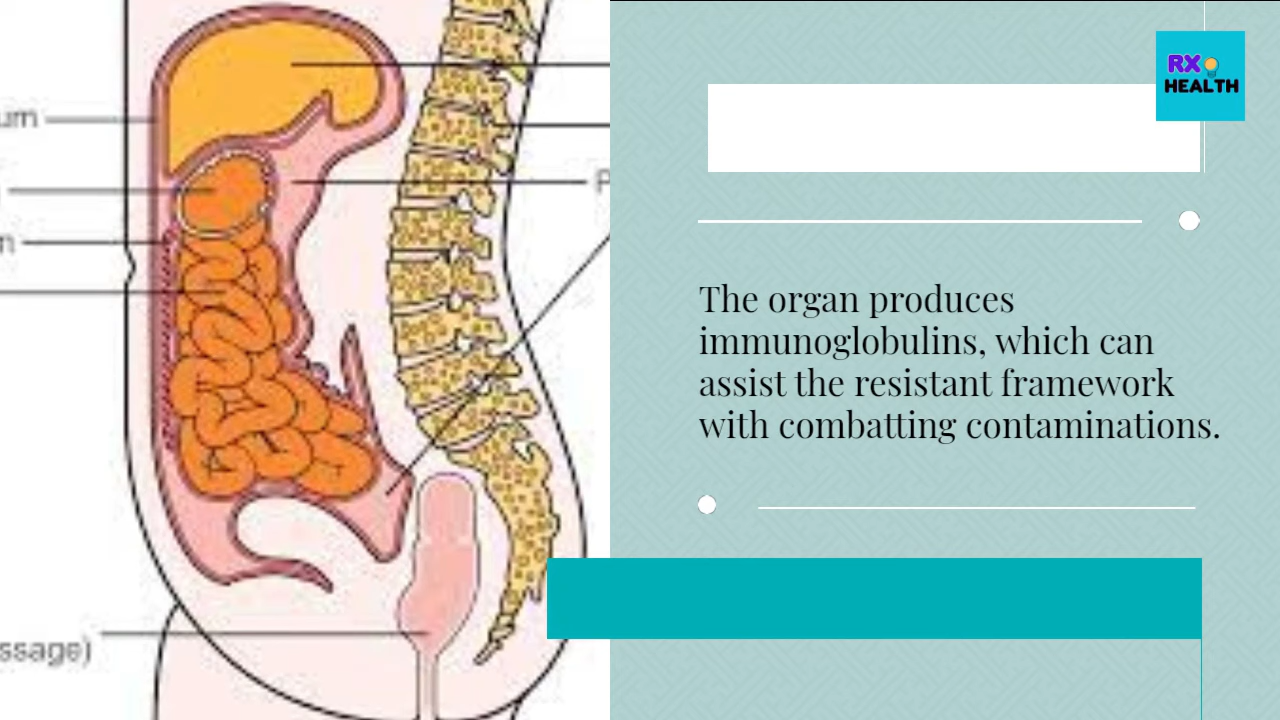 um
n
P
ssage)
RX
HEALTH
The organ produces
immunoglobulins, which can
assist the resistant framework
with combatting contaminations.